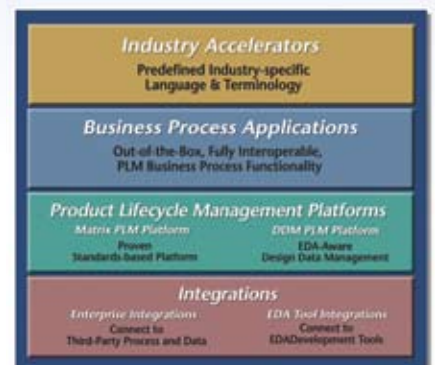 Industry Accelerators
Predefined Industry-specific
Language & Terminology
Business Process Applications
Out-of-the-Box, Fully Interoperable,
PLM Business Process Functionality
Product Lifecycle Management Platforms
Matrix PLM Platform
Proven
Standards-based Platform
DDM PLM Platform
EDA-Aware
Design Data Management
Integrations
Enterprise Integrations
Connect to
Third-Party Process and Data
EDA Tool Integrations
Connect to
EDADevelopment Tools